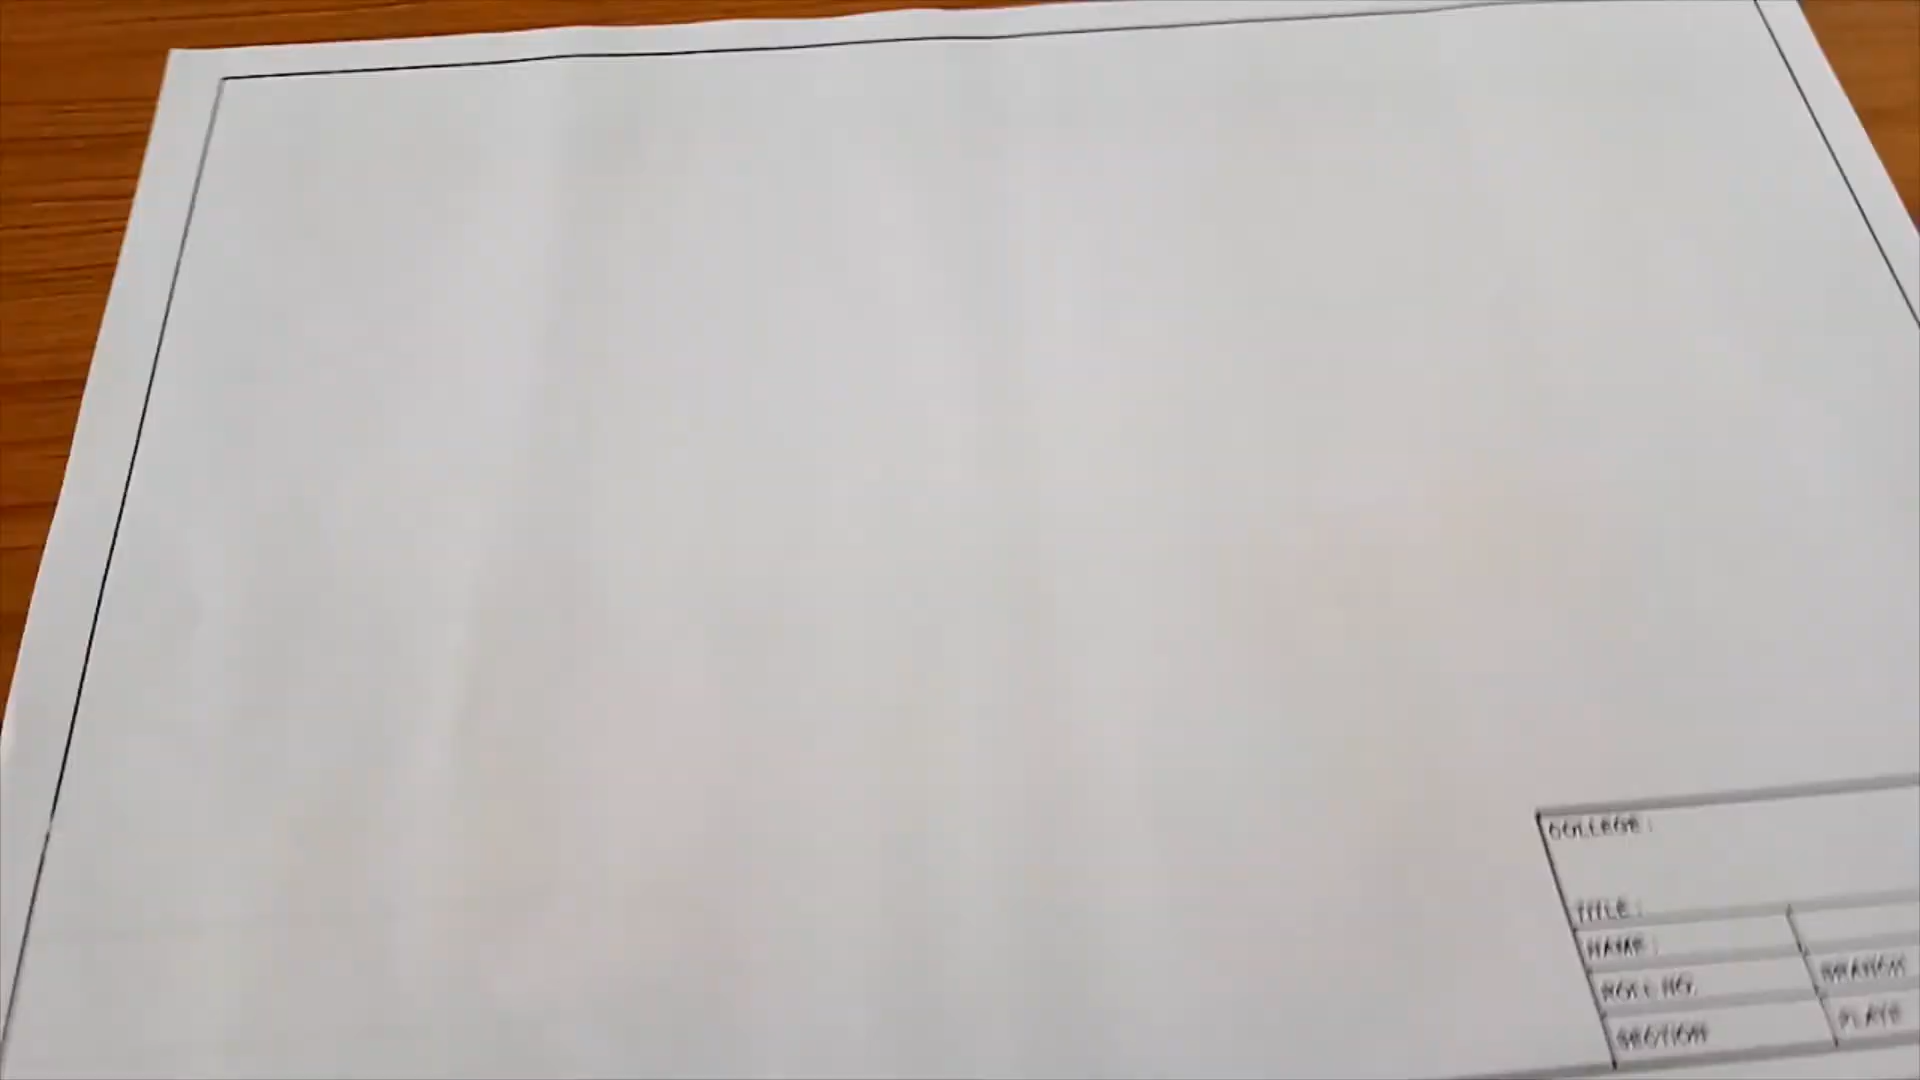 COLLEGE:
TITLE:
NAME:
ROLL NO. BRANCH
SECTION PLATE